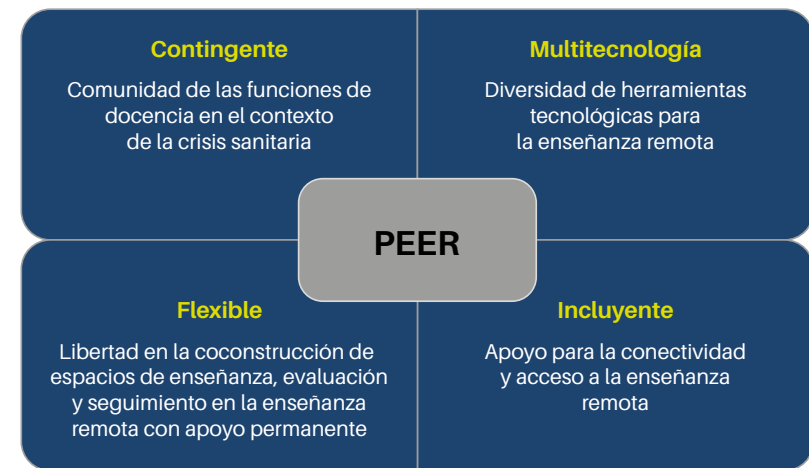 Contingente
Comunidad de las funciones de
docencia en el contexto
de la crisis sanitaria
Multitecnología
Diversidad de herramientas
tecnológicas para
la enseñanza remota
PEER
Flexible
Libertad en la coconstrucción de
espacios de enseñanza, evaluación
y seguimiento en la enseñanza
remota con apoyo permanente
Incluyente
Apoyo para la conectividad
y acceso a la enseñanza
remota